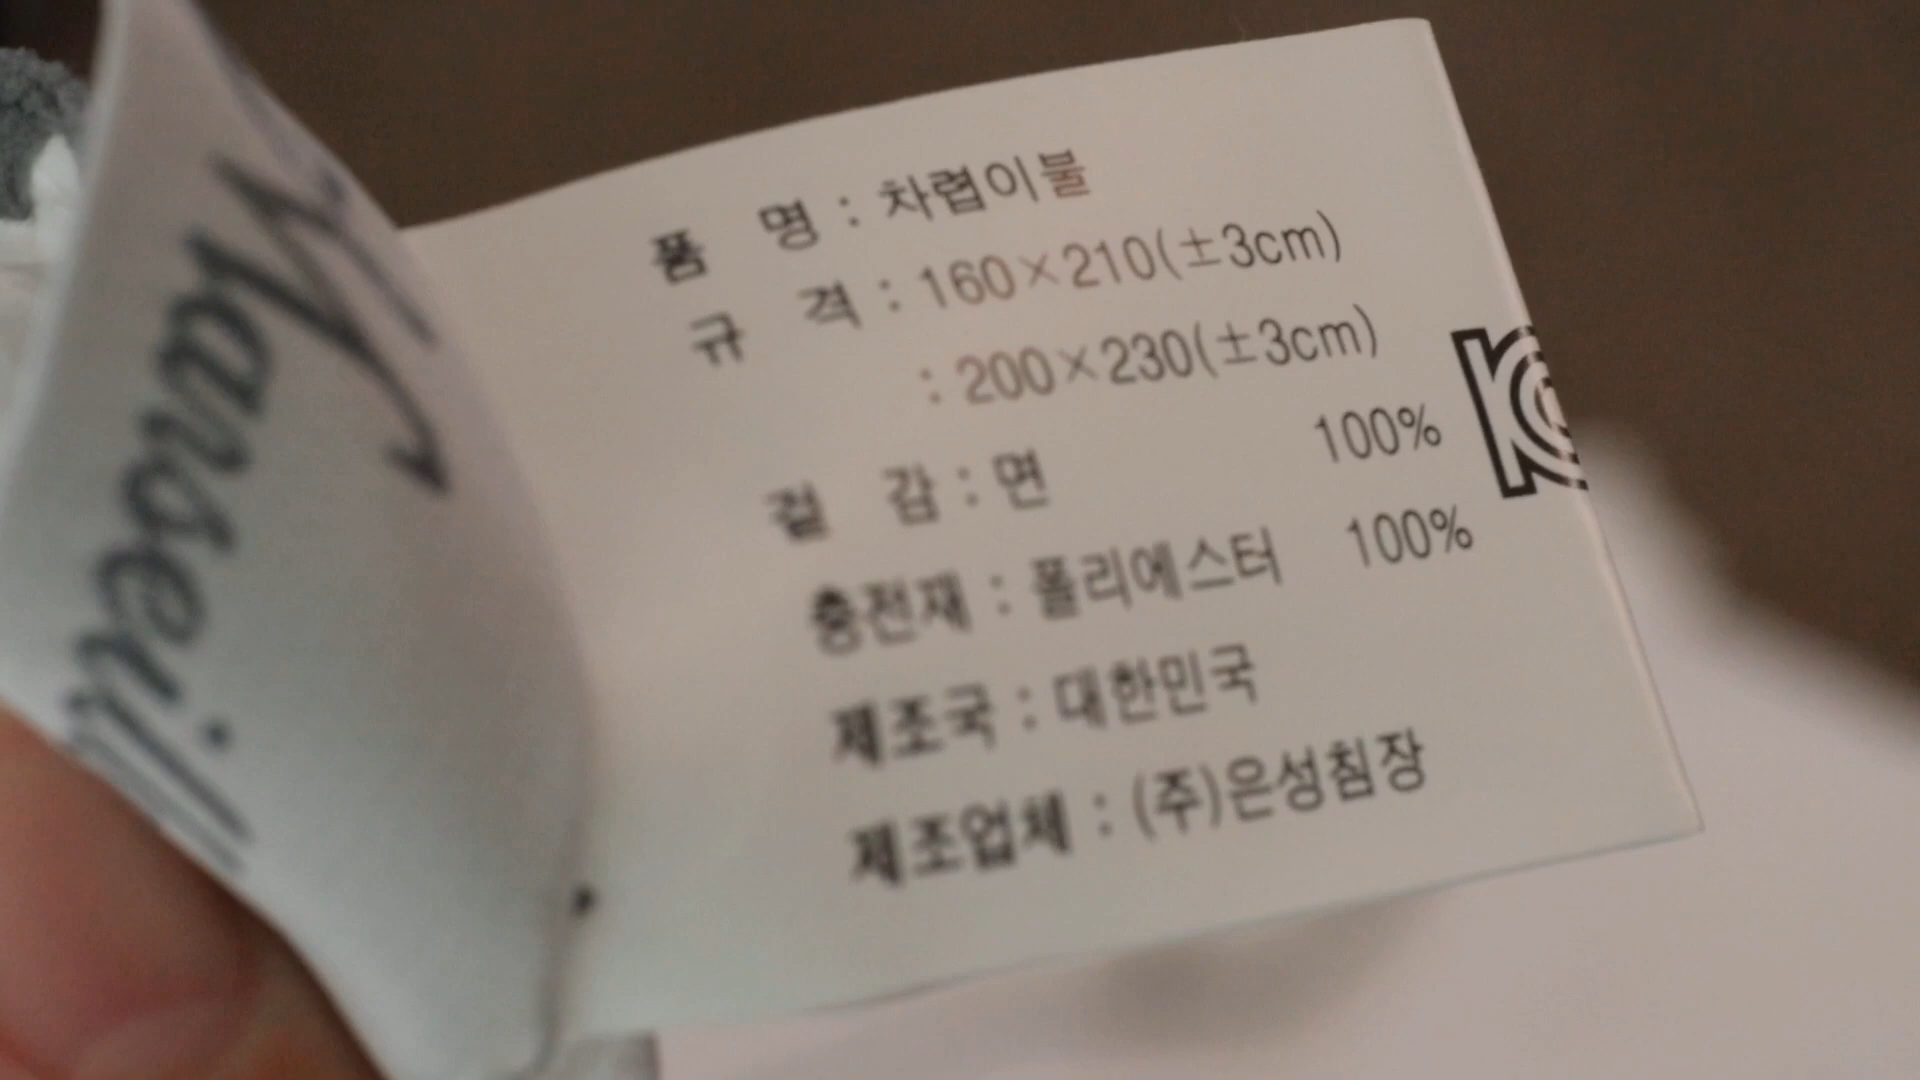 품 명 : 차렵이불
규 격 : 160×210(±3cm)
: 200×230(±3cm)
겉 감 : 면 100%
충전재 : 폴리에스터 100%
제조국 : 대한민국
제조업체 : (주)은성침장